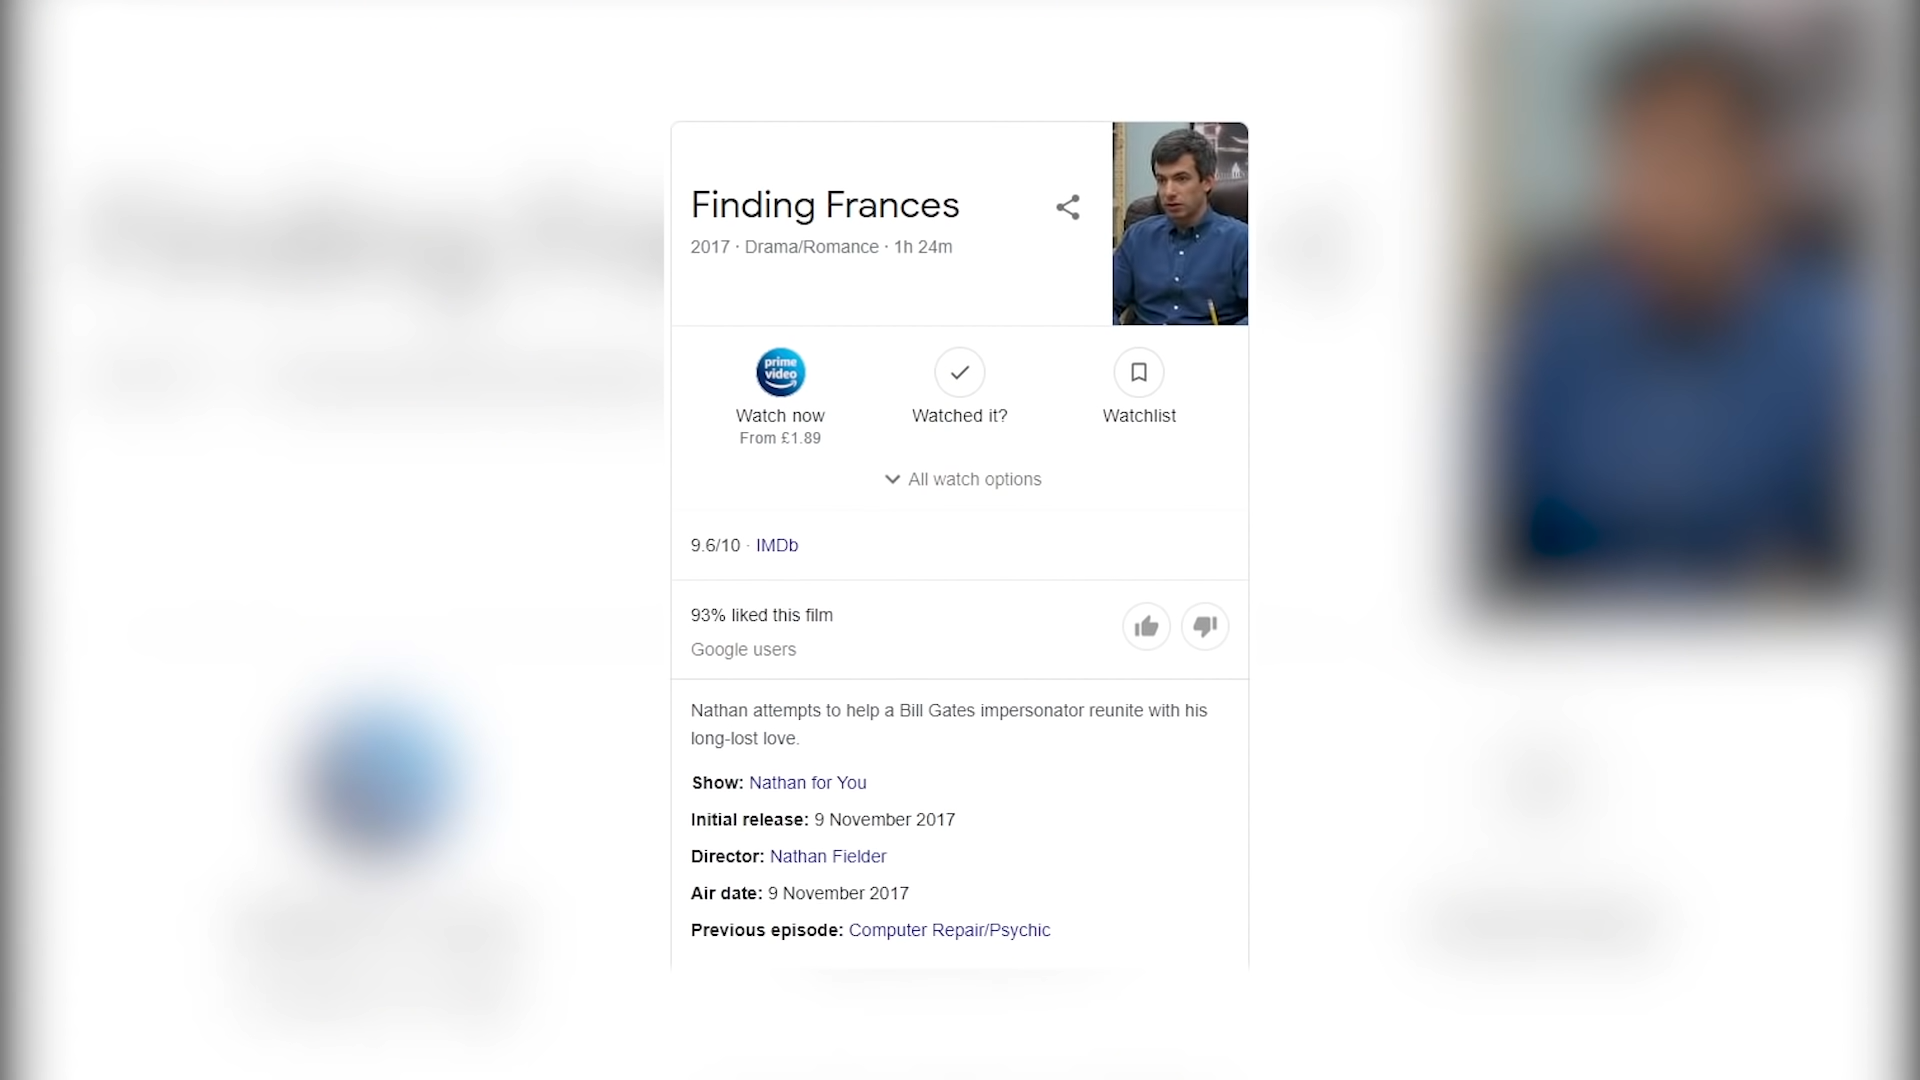 Finding Frances
2017 · Drama/Romance · 1h 24m
prime
video
Watch now
From £1.89
Watched it?
Watchlist
All watch options
9.6/10 · IMDb
93% liked this film
Google users
Nathan attempts to help a Bill Gates impersonator reunite with his
long-lost love.
Show: Nathan for You
Initial release: 9 November 2017
Director: Nathan Fielder
Air date: 9 November 2017
Previous episode: Computer Repair/Psychic